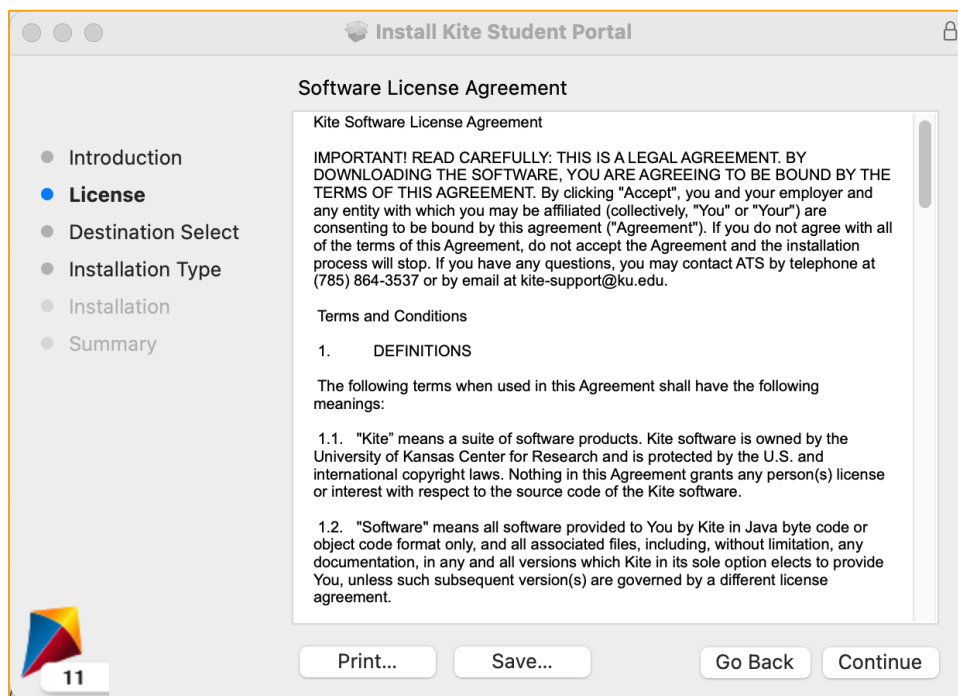 Install Kite Student Portal
Software License Agreement
Introduction
License
Destination Select
Installation Type
Installation
Summary
Kite Software License Agreement
IMPORTANT! READ CAREFULLY: THIS IS A LEGAL AGREEMENT. BY
DOWNLOADING THE SOFTWARE, YOU ARE AGREEING TO BE BOUND BY THE
TERMS OF THIS AGREEMENT. By clicking "Accept", you and your employer and
any entity with which you may be affiliated (collectively, "You" or "Your") are
consenting to be bound by this agreement ("Agreement"). If you do not agree with all
of the terms of this Agreement, do not accept the Agreement and the installation
process will stop. If you have any questions, you may contact ATS by telephone at
(785) 864-3537 or by email at kite-support@ku.edu.
Terms and Conditions
1. DEFINITIONS
The following terms when used in this Agreement shall have the following
meanings:
1.1. "Kite” means a suite of software products. Kite software is owned by the
University of Kansas Center for Research and is protected by the U.S. and
international copyright laws. Nothing in this Agreement grants any person(s) license
or interest with respect to the source code of the Kite software.
1.2. "Software" means all software provided to You by Kite in Java byte code or
object code format only, and all associated files, including, without limitation, any
documentation, in any and all versions which Kite in its sole option elects to provide
You, unless such subsequent version(s) are governed by a different license
agreement.
11
Print...
Save...
Go Back
Continue